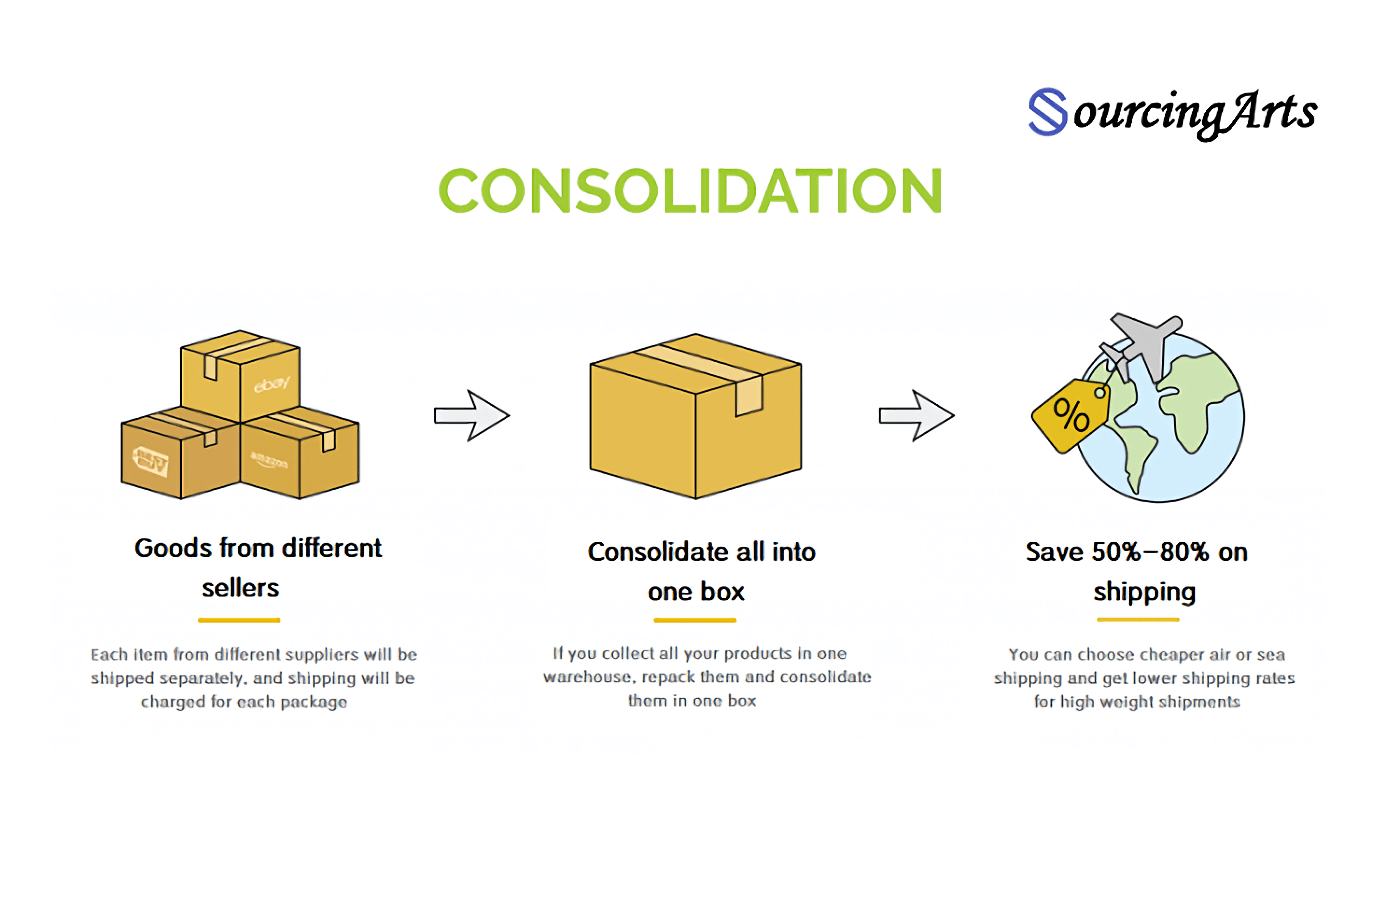 SourcingArts
CONSOLIDATION
ebay
BEST
BUY
amazon
%
Goods from different
sellers
Each item from different suppliers will be
shipped separately, and shipping will be
charged for each package
Consolidate all into
one box
If you collect all your products in one
warehouse, repack them and consolidate
them in one box
Save 50%-80% on
shipping
You can choose cheaper air or sea
shipping and get lower shipping rates
for high weight shipments